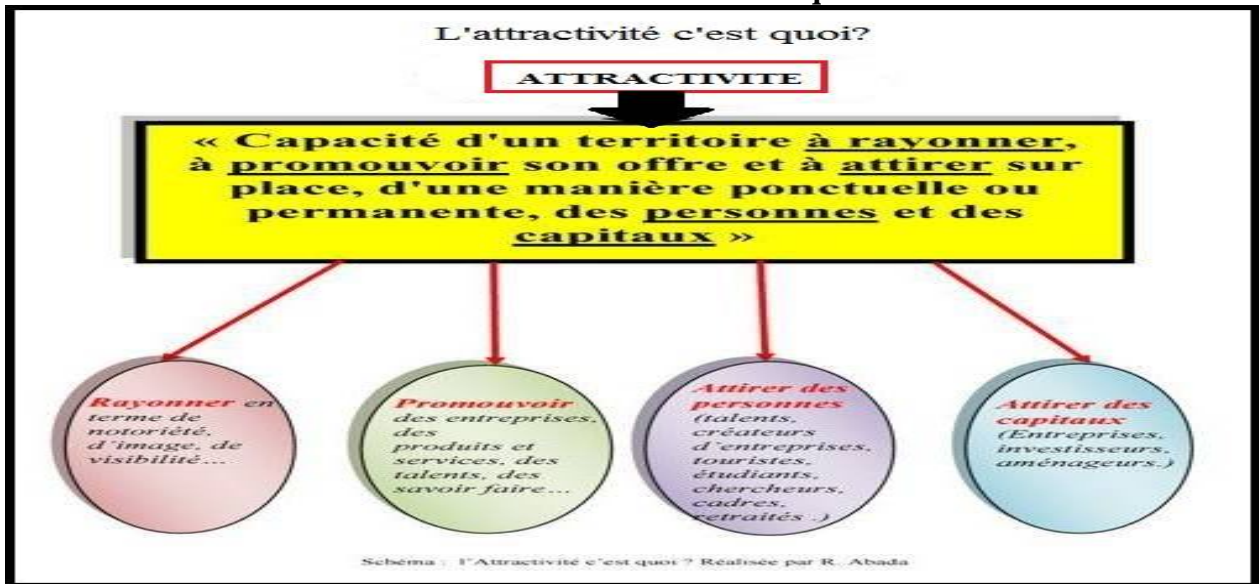 L'attractivité c'est quoi?
ATTRACTIVITE
« Capacité d'un territoire à rayonner,
à promouvoir son offre et à attirer sur
place, d'une manière ponctuelle ou
permanente, des personnes et des
capitaux »
Rayonner en
terme de
notoriété,
d'image, de
visibilité...
Promouvoir
des entreprises,
des
produits et
services, des
talents, des
savoir faire...
Attirer des
personnes
(talents,
créateurs
d'entreprises,
touristes,
étudiants,
chercheurs,
cadres,
retraités .)
Attirer des
capitaux
(Entreprises,
investisseurs,
aménageurs.)
Schéma : l'Attractivité c'est quoi ? Réalisée par R. Abada